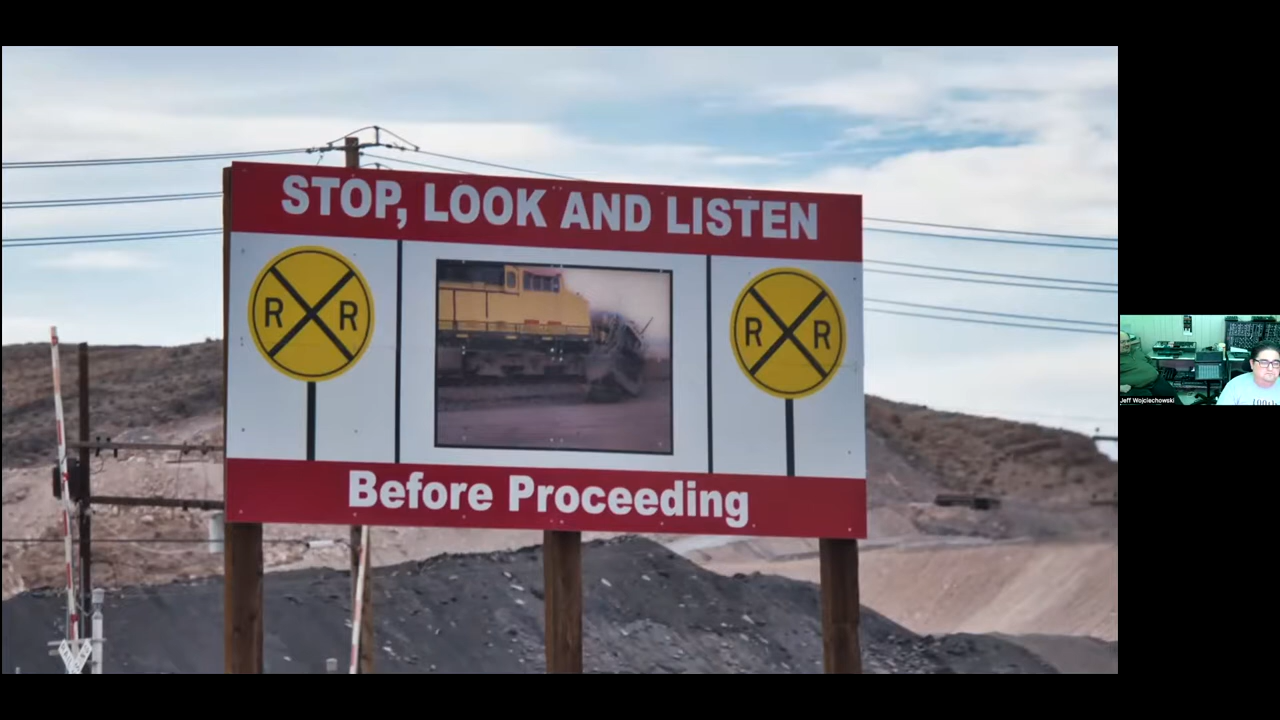 STOP, LOOK AND LISTEN
R R
R R
Before Proceeding
Jeff Wojciechowski